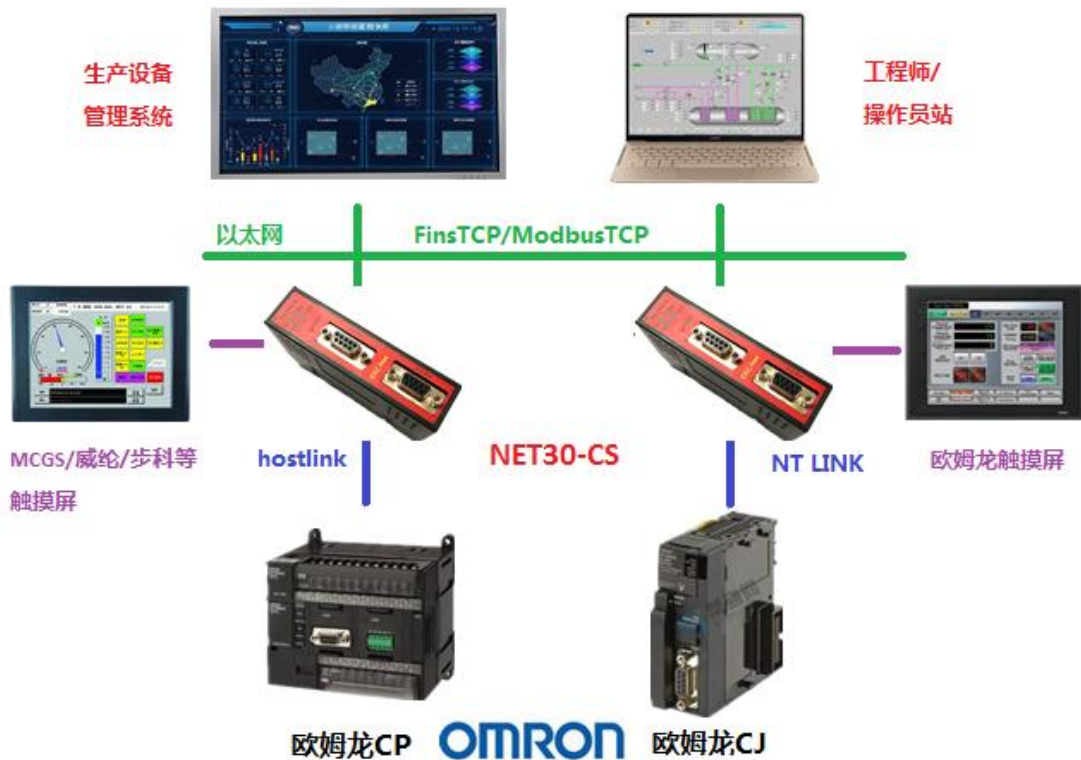 生产设备
管理系统
工程师/
操作员站
以太网
FinsTCP/ModbusTCP
MCGS/威纶/步科等
触摸屏
hostlink
NET30-CS
NT LINK
欧姆龙触摸屏
欧姆龙CP
OMRON
欧姆龙CJ